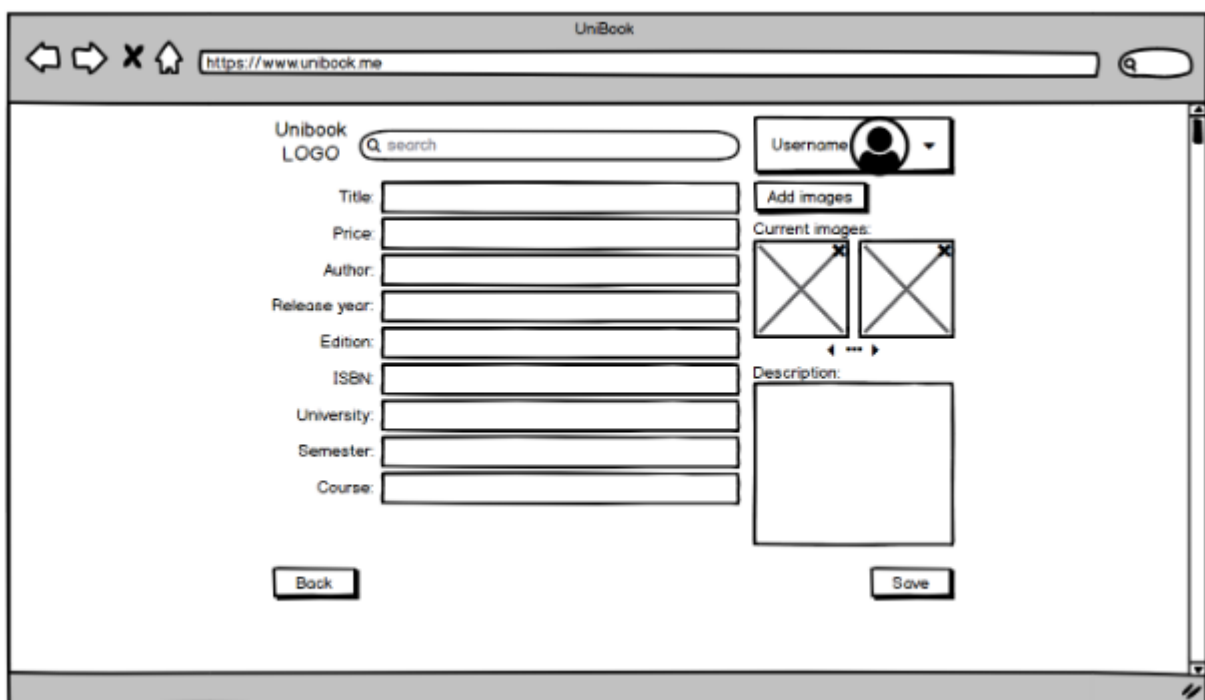 UniBook
https://www.unibook.me
Unibook
LOGO
search
Username
Title:
Price:
Author:
Release year:
Edition:
ISBN:
University:
Semester:
Course:
Add images
Current images:
Description:
Back
Save